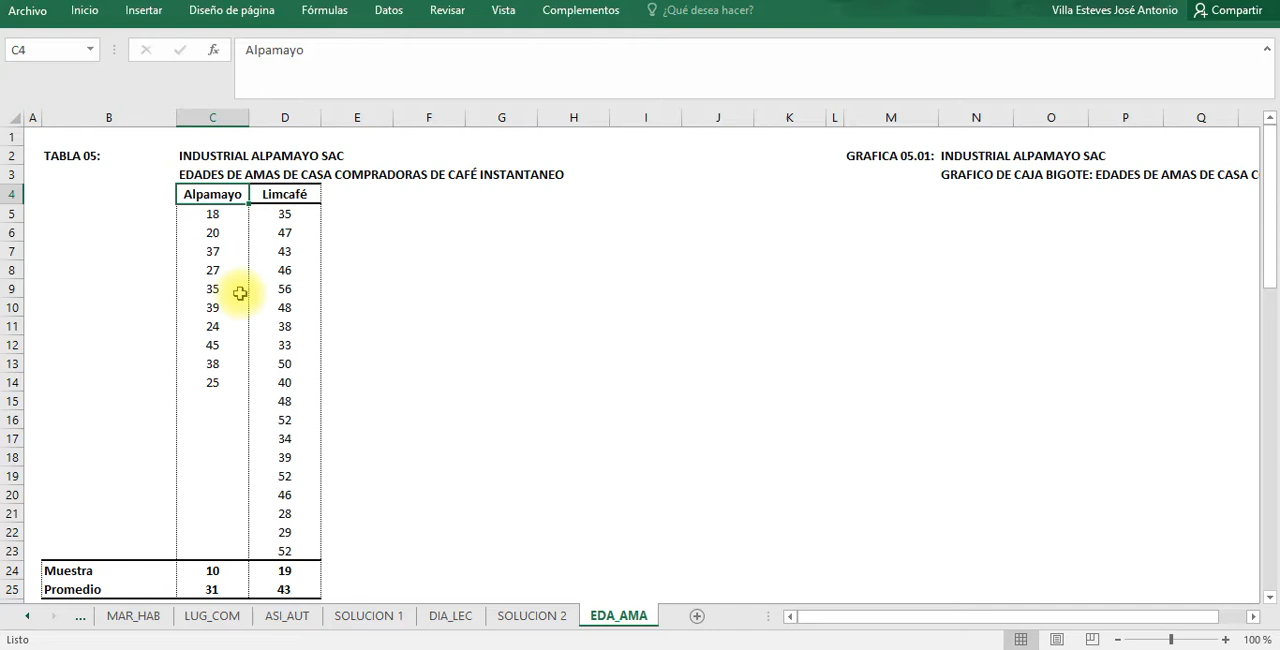 Archivo Inicio Insertar Diseño de página Fórmulas Datos Revisar Vista Complementos ¿Qué desea hacer? Villa Esteves José Antonio Compartir
C4 fx Alpamayo
A B C D E F G H I J K L M N O P Q
1
2 TABLA 05: INDUSTRIAL ALPAMAYO SAC GRAFICA 05.01: INDUSTRIAL ALPAMAYO SAC
3 EDADES DE AMAS DE CASA COMPRADORAS DE CAFÉ INSTANTANEO GRAFICO DE CAJA BIGOTE: EDADES DE AMAS DE CASA C
4 Alpamayo Limcafé
5 18 35
6 20 47
7 37 43
8 27 46
9 35 56
10 39 48
11 24 38
12 45 33
13 38 50
14 25 40
15 48
16 52
17 34
18 39
19 52
20 46
21 28
22 29
23 52
24 Muestra 10 19
25 Promedio 31 43
... MAR_HAB LUG_COM ASI_AUT SOLUCION 1 DIA_LEC SOLUCION 2 EDA_AMA
Listo 100 %